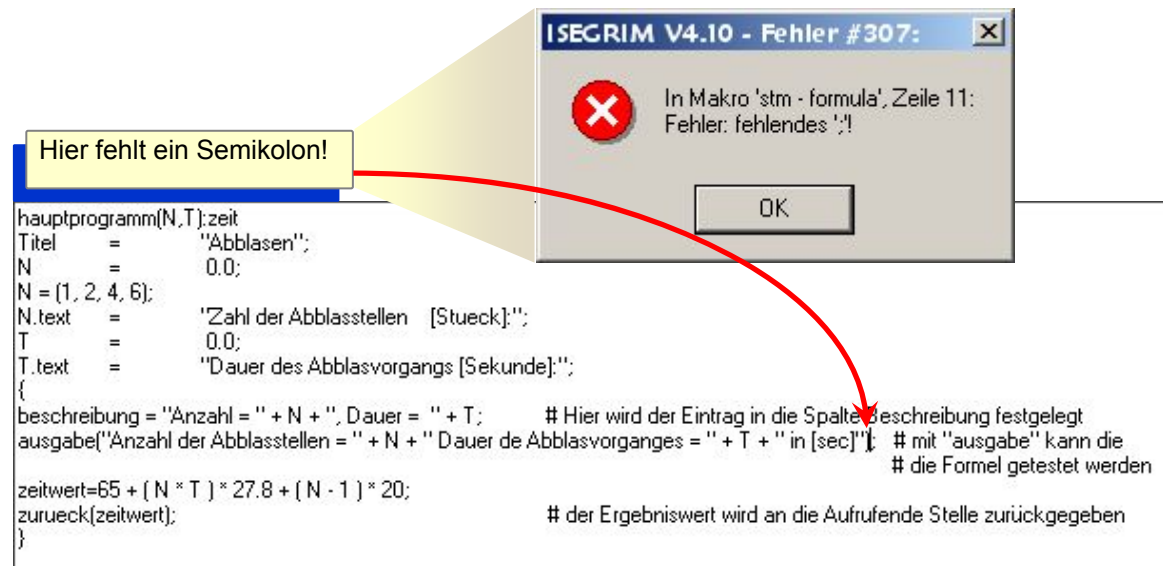 ISEGRIM V4.10 - Fehler #307:
In Makro 'stm - formula', Zeile 11:
Fehler: fehlendes ';'!
OK
Hier fehlt ein Semikolon!
hauptprogramm(N,T):zeit
Titel = "Abblasen";
N = 0.0;
N = (1, 2, 4, 6);
N.text = "Zahl der Abblasstellen [Stueck]:";
T = 0.0;
T.text = "Dauer des Abblasvorgangs [Sekunde]:";
{
beschreibung = "Anzahl = " + N + ", Dauer = " + T; # Hier wird der Eintrag in die Spalte Beschreibung festgelegt
ausgabe("Anzahl der Abblasstellen = " + N + " Dauer de Abblasvorganges = " + T + " in [sec]"); # mit "ausgabe" kann die
# die Formel getestet werden
zeitwert=65 + ( N * T ) * 27.8 + ( N - 1 ) * 20;
zurueck(zeitwert); # der Ergebniswert wird an die Aufrufende Stelle zurückgegeben
}